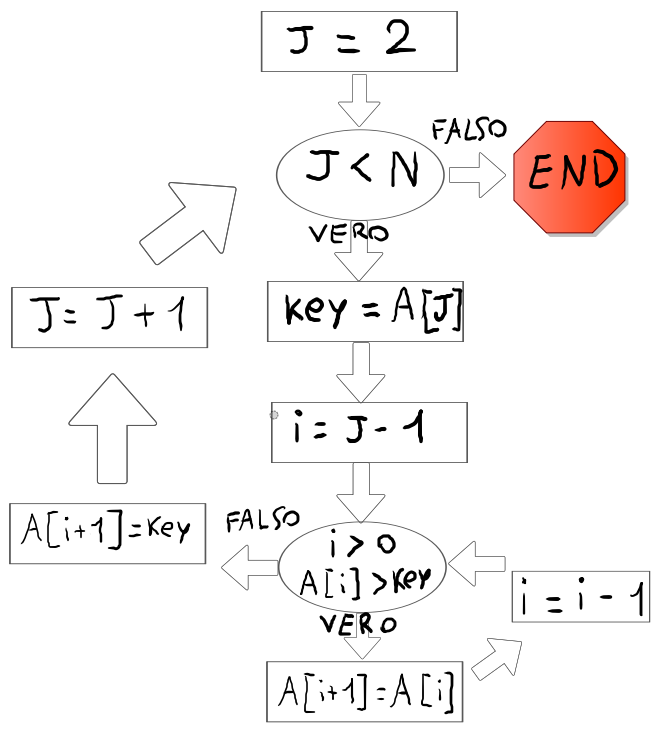 J = 2
J < N
FALSO
END
VERO
key = A[J]
i = J - 1
i > 0
A[i] > key
FALSO
A[i+1] = key
J = J + 1
VERO
A[i+1] = A[i]
i = i - 1